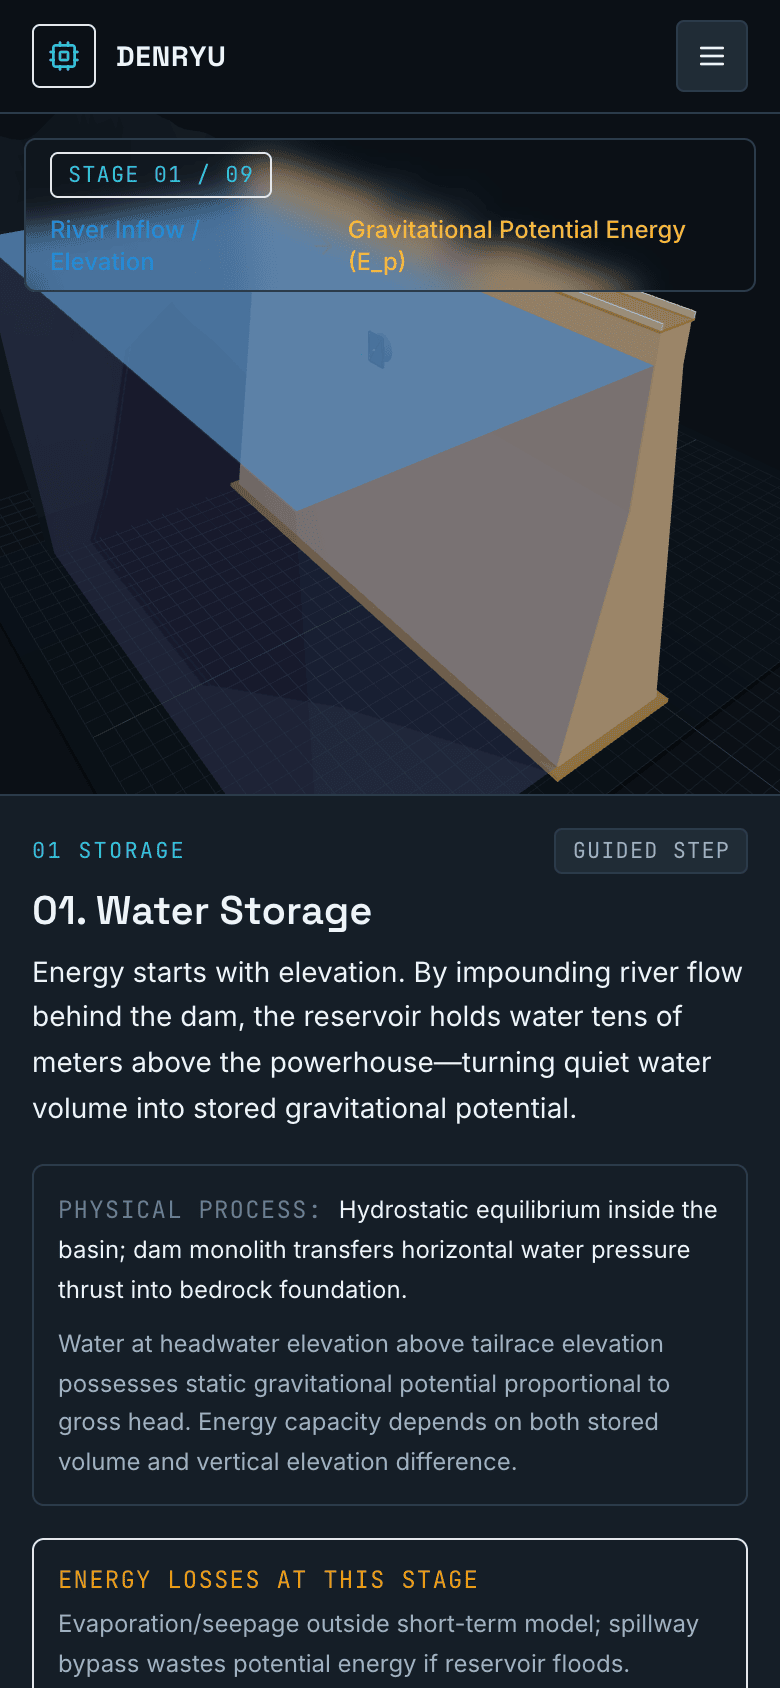 DENRYU
STAGE 01 / 09
River Inflow /
Elevation
Gravitational Potential Energy
(E_p)
01 STORAGE
GUIDED STEP
01. Water Storage
Energy starts with elevation. By impounding river flow
behind the dam, the reservoir holds water tens of
meters above the powerhouse—turning quiet water
volume into stored gravitational potential.
PHYSICAL PROCESS: Hydrostatic equilibrium inside the
basin; dam monolith transfers horizontal water pressure
thrust into bedrock foundation.
Water at headwater elevation above tailrace elevation
possesses static gravitational potential proportional to
gross head. Energy capacity depends on both stored
volume and vertical elevation difference.
ENERGY LOSSES AT THIS STAGE
Evaporation/seepage outside short-term model; spillway
bypass wastes potential energy if reservoir floods.